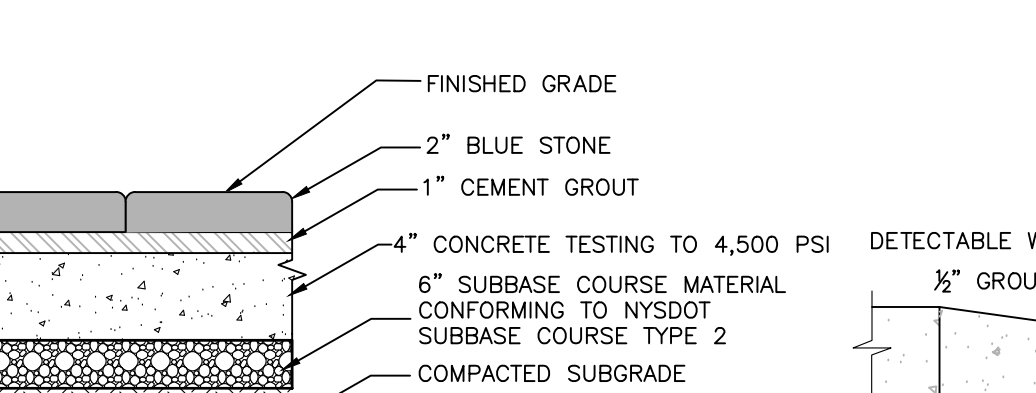 FINISHED GRADE
2" BLUE STONE
1" CEMENT GROUT
4" CONCRETE TESTING TO 4,500 PSI
6" SUBBASE COURSE MATERIAL
CONFORMING TO NYSDOT
SUBBASE COURSE TYPE 2
COMPACTED SUBGRADE
DETECTABLE
½"